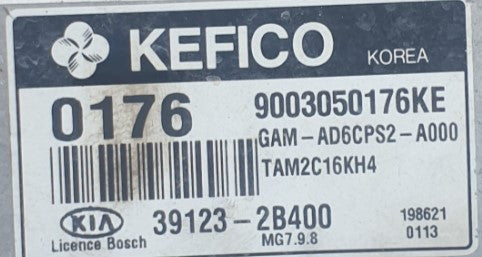 KEFICO KOREA
0176 9003050176KE
GAM-AD6CPS2-A000
TAM2C16KH4
KIA 39123-2B400 198621
Licence Bosch MG7.9.8 0113